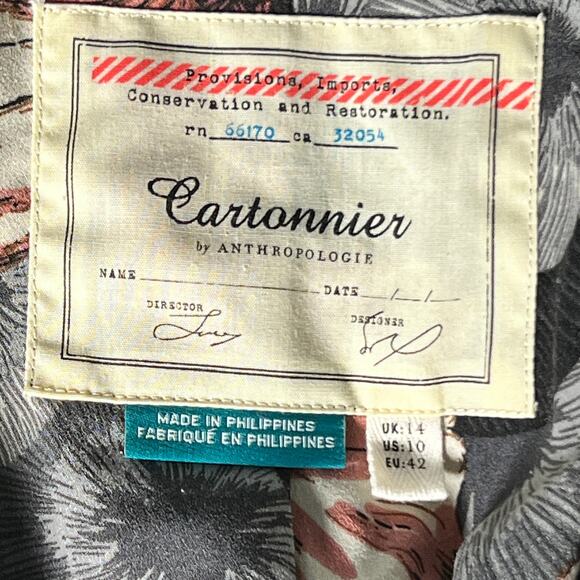 Provisions, Imports,
Conservation and Restoration.
rn 66170 ca 32054
Cartonnier
by ANTHROPOLOGIE
NAME DATE / /
DIRECTOR DESIGNER
MADE IN PHILIPPINES
FABRIQUÉ EN PHILIPPINES
UK:14
US:10
EU:42